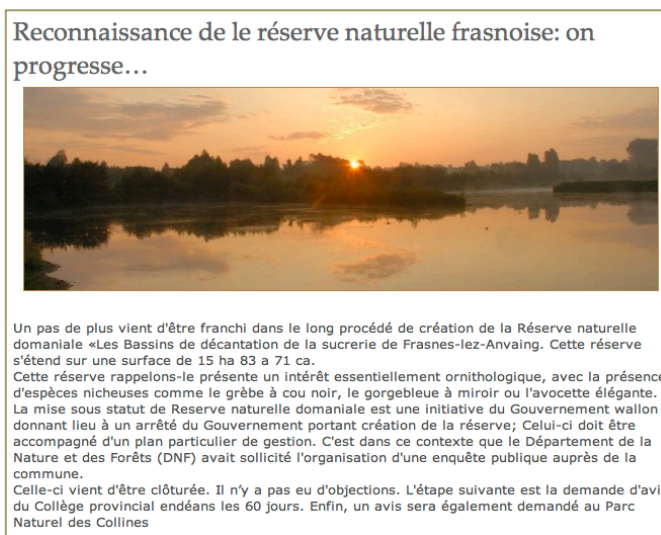 Reconnaissance de le réserve naturelle frasnoise: on
progresse...
Un pas de plus vient d'être franchi dans le long procédé de création de la Réserve naturelle
domaniale «Les Bassins de décantation de la sucrerie de Frasnes-lez-Anvaing. Cette réserve
s'étend sur une surface de 15 ha 83 a 71 ca.
Cette réserve rappelons-le présente un intérêt essentiellement ornithologique, avec la présence
d'espèces nicheuses comme le grèbe à cou noir, le gorgebleue à miroir ou l'avocette élégante.
La mise sous statut de Reserve naturelle domaniale est une initiative du Gouvernement wallon
donnant lieu à un arrêté du Gouvernement portant création de la réserve; Celui-ci doit être
accompagné d'un plan particulier de gestion. C'est dans ce contexte que le Département de la
Nature et des Forêts (DNF) avait sollicité l'organisation d'une enquête publique auprès de la
commune.
Celle-ci vient d'être clôturée. Il n'y a pas eu d'objections. L'étape suivante est la demande d'avi
du Collège provincial endéans les 60 jours. Enfin, un avis sera également demandé au Parc
Naturel des Collines